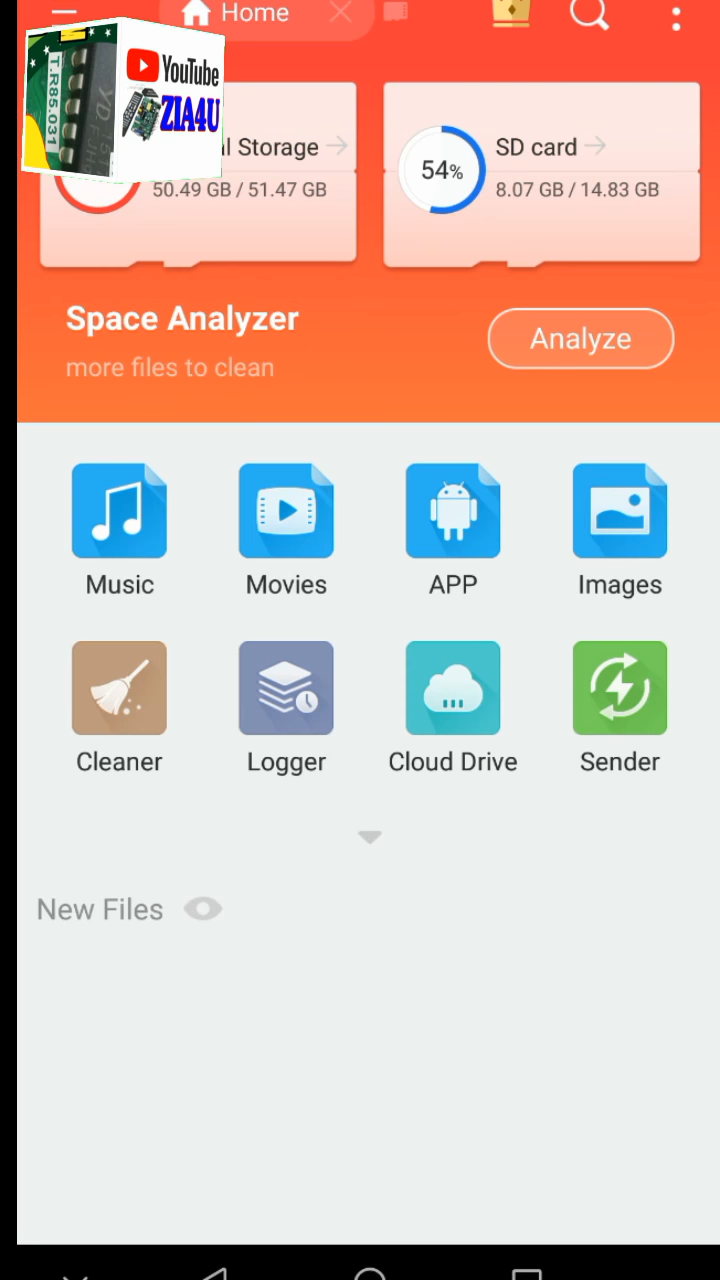 Home
T.R85.031
YouTube
ZIA4U
l Storage
50.49 GB / 51.47 GB
54%
SD card
8.07 GB / 14.83 GB
Space Analyzer
more files to clean
Analyze
Music
Movies
APP
Images
Cleaner
Logger
Cloud Drive
Sender
New Files